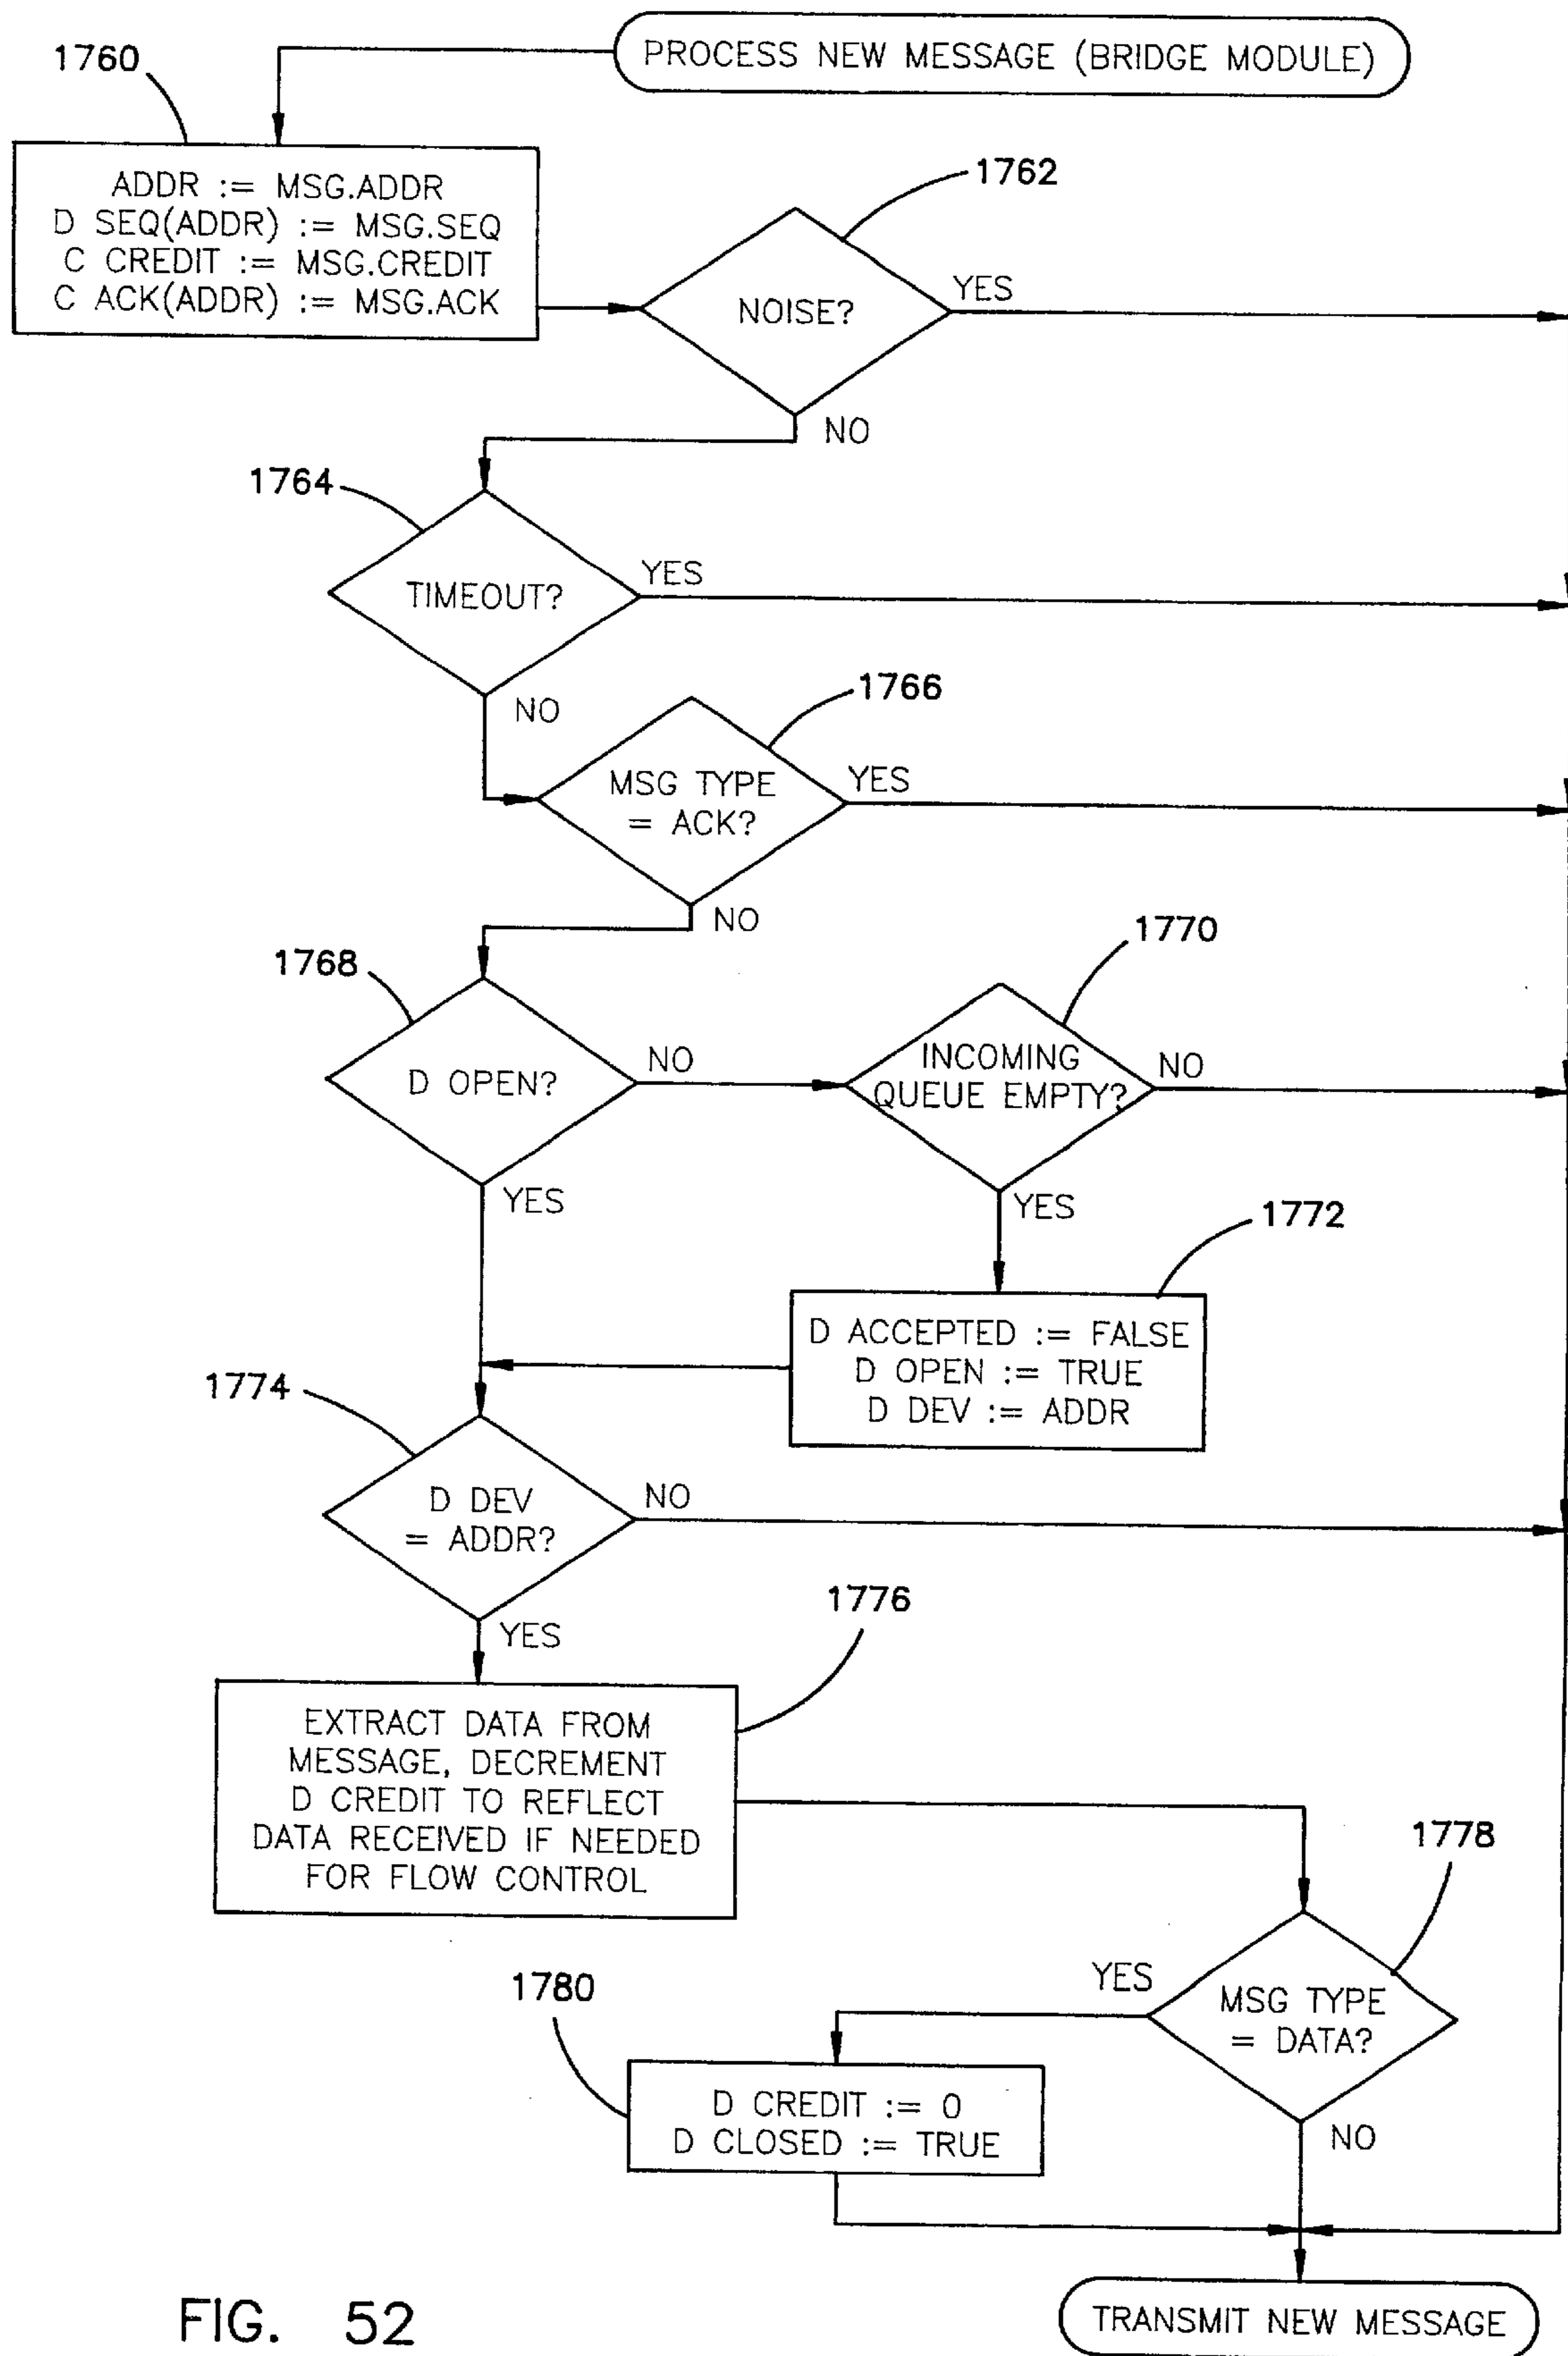 PROCESS NEW MESSAGE (BRIDGE MODULE)
1760
ADDR := MSG.ADDR
D SEQ(ADDR) := MSG.SEQ
C CREDIT := MSG.CREDIT
C ACK(ADDR) := MSG.ACK
1762
NOISE?
YES
NO
1764
TIMEOUT?
YES
NO
1766
MSG TYPE
= ACK?
YES
NO
1768
D OPEN?
NO
YES
1770
INCOMING
QUEUE EMPTY?
NO
YES
1772
D ACCEPTED := FALSE
D OPEN := TRUE
D DEV := ADDR
1774
D DEV
= ADDR?
NO
YES
1776
EXTRACT DATA FROM
MESSAGE, DECREMENT
D CREDIT TO REFLECT
DATA RECEIVED IF NEEDED
FOR FLOW CONTROL
1778
MSG TYPE
= DATA?
YES
NO
1780
D CREDIT := 0
D CLOSED := TRUE
TRANSMIT NEW MESSAGE
FIG. 52